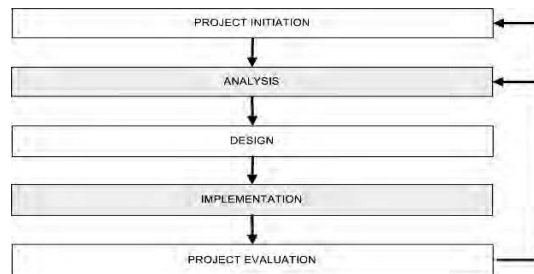 PROJECT INITIATION
ANALYSIS
DESIGN
IMPLEMENTATION
PROJECT EVALUATION